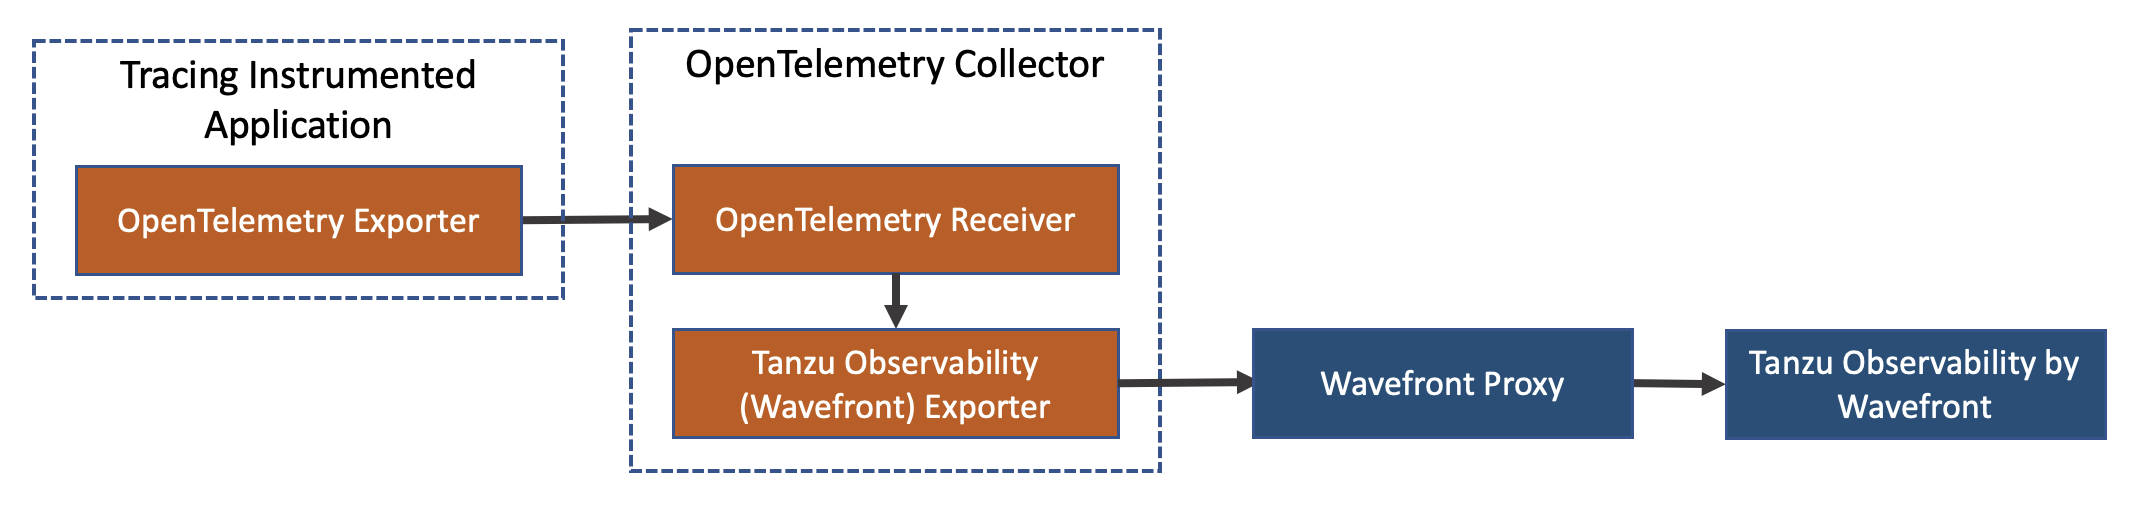 Tracing Instrumented
Application
OpenTelemetry Exporter
OpenTelemetry Collector
OpenTelemetry Receiver
Tanzu Observability
(Wavefront) Exporter
Wavefront Proxy
Tanzu Observability by
Wavefront